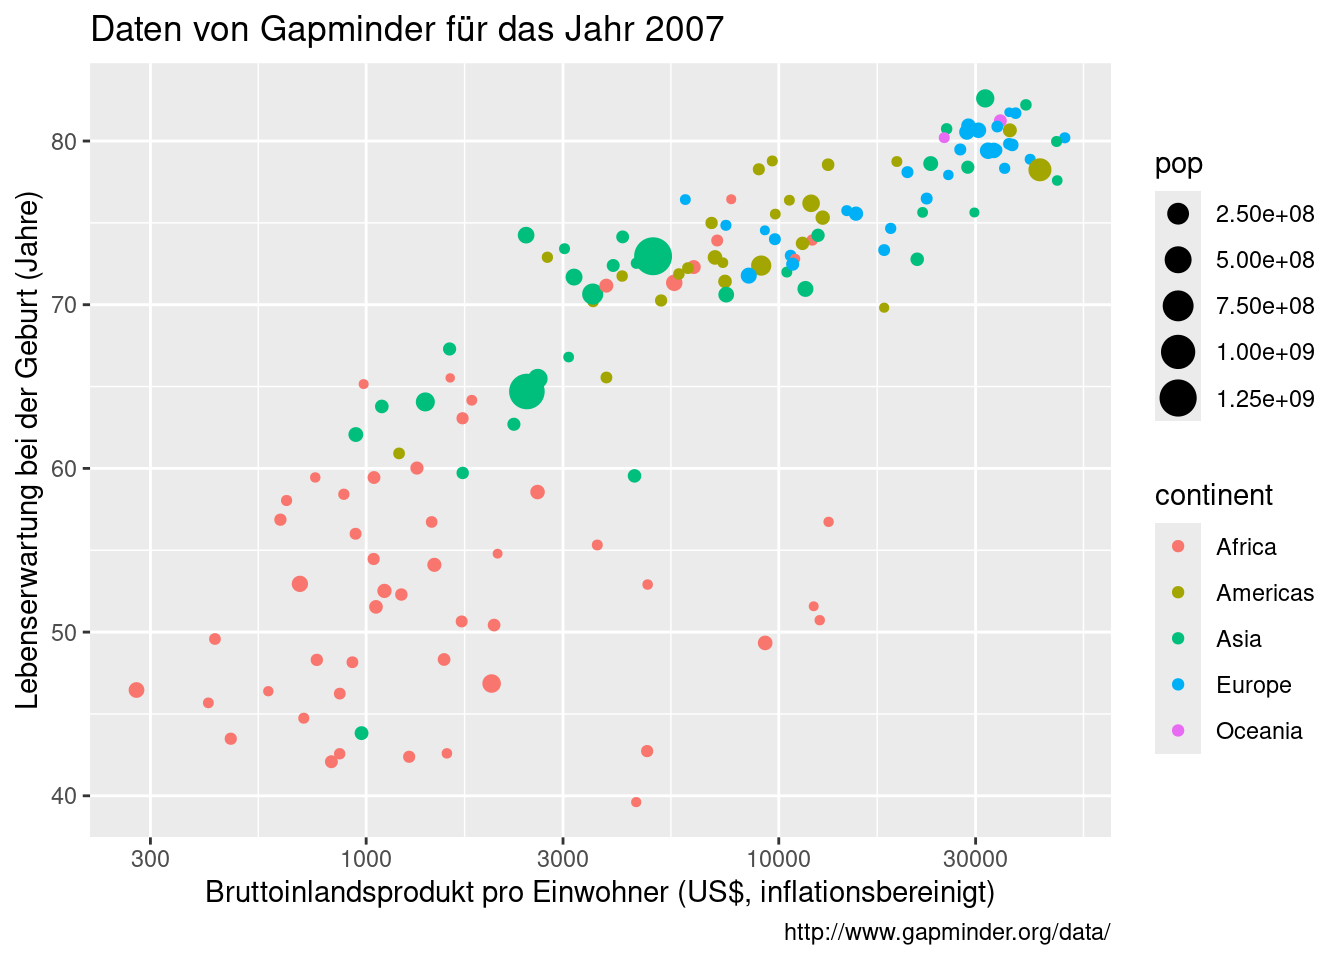 Daten von Gapminder für das Jahr 2007
Lebenserwartung bei der Geburt (Jahre)
80
70
60
50
40
300
1000
3000
10000
30000
Bruttoinlandsprodukt pro Einwohner (US$, inflationsbereinigt)
http://www.gapminder.org/data/
pop
2.50e+08
5.00e+08
7.50e+08
1.00e+09
1.25e+09
continent
Africa
Americas
Asia
Europe
Oceania